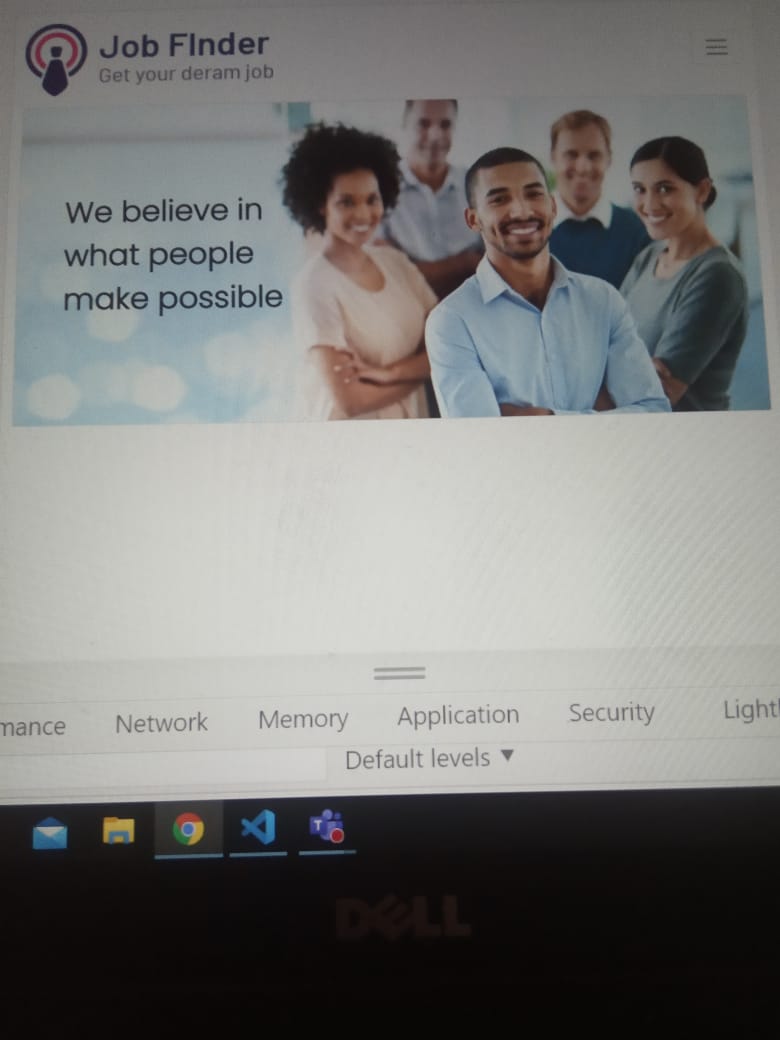 Job FInder
Get your deram job
We believe in
what people
make possible
mance Network Memory Application Security Light
Default levels ▼
T
DELL